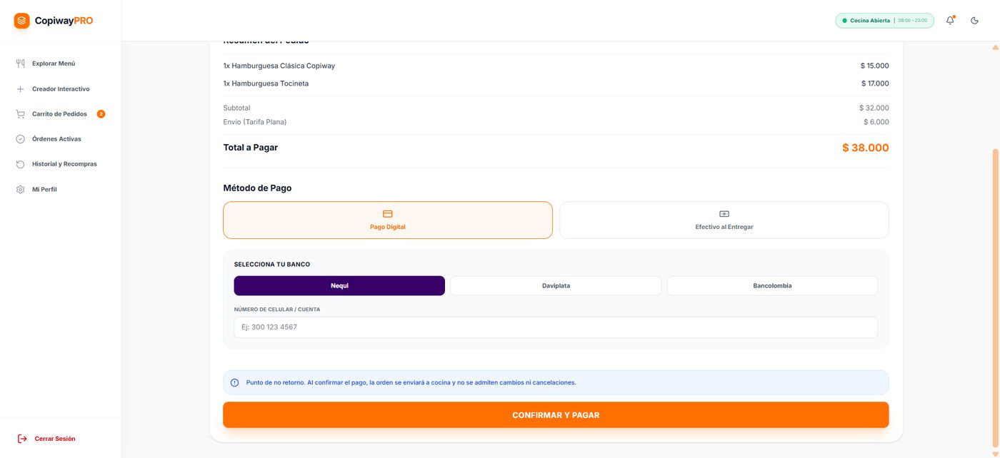 CopiwayPRO
Cocina Abierta | 08:00 - 23:00
Explorar Menú
Creador Interactivo
Carrito de Pedidos 2
Órdenes Activas
Historial y Recompras
Mi Perfil
Cerrar Sesión
Resumen del Pedido
1x Hamburguesa Clásica Copiway $ 15.000
1x Hamburguesa Tocineta $ 17.000
Subtotal $ 32.000
Envío (Tarifa Plana) $ 6.000
Total a Pagar $ 38.000
Método de Pago
Pago Digital
Efectivo al Entregar
SELECCIONA TU BANCO
Nequi
Daviplata
Bancolombia
NÚMERO DE CELULAR / CUENTA
Ej: 300 123 4567
Punto de no retorno. Al confirmar el pago, la orden se enviará a cocina y no se admiten cambios ni cancelaciones.
CONFIRMAR Y PAGAR